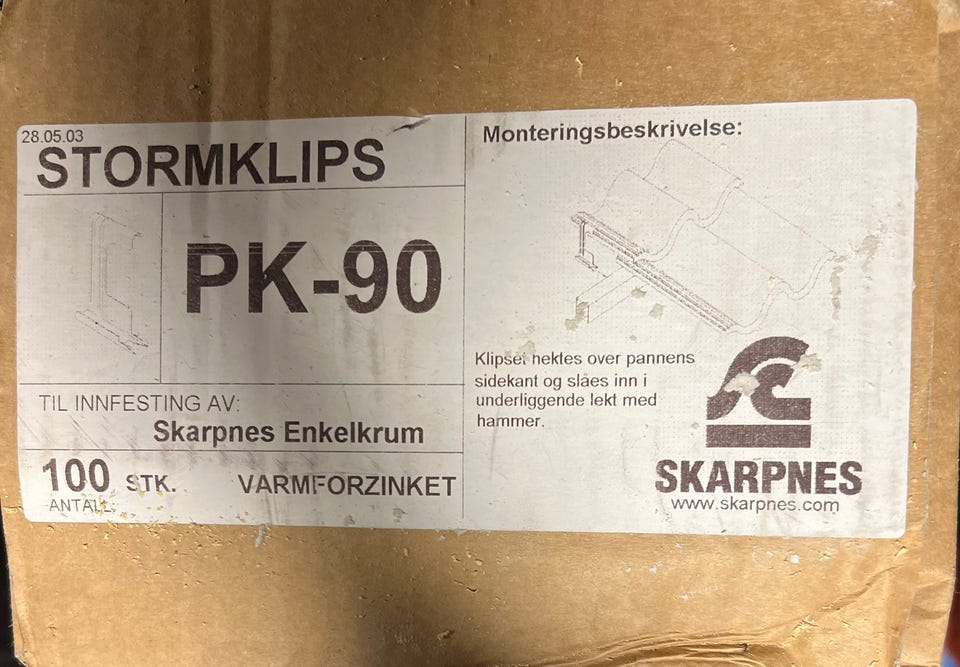 28.05.03
STORMKLIPS
PK-90
TIL INNFESTING AV:
Skarpnes Enkelkrum
100 STK. VARMFORZINKET
ANTALL:
Monteringsbeskrivelse:
Klipset hektes over pannens
sidekant og slåes inn i
underliggende lekt med
hammer.
SKARPNES
www.skarpnes.com